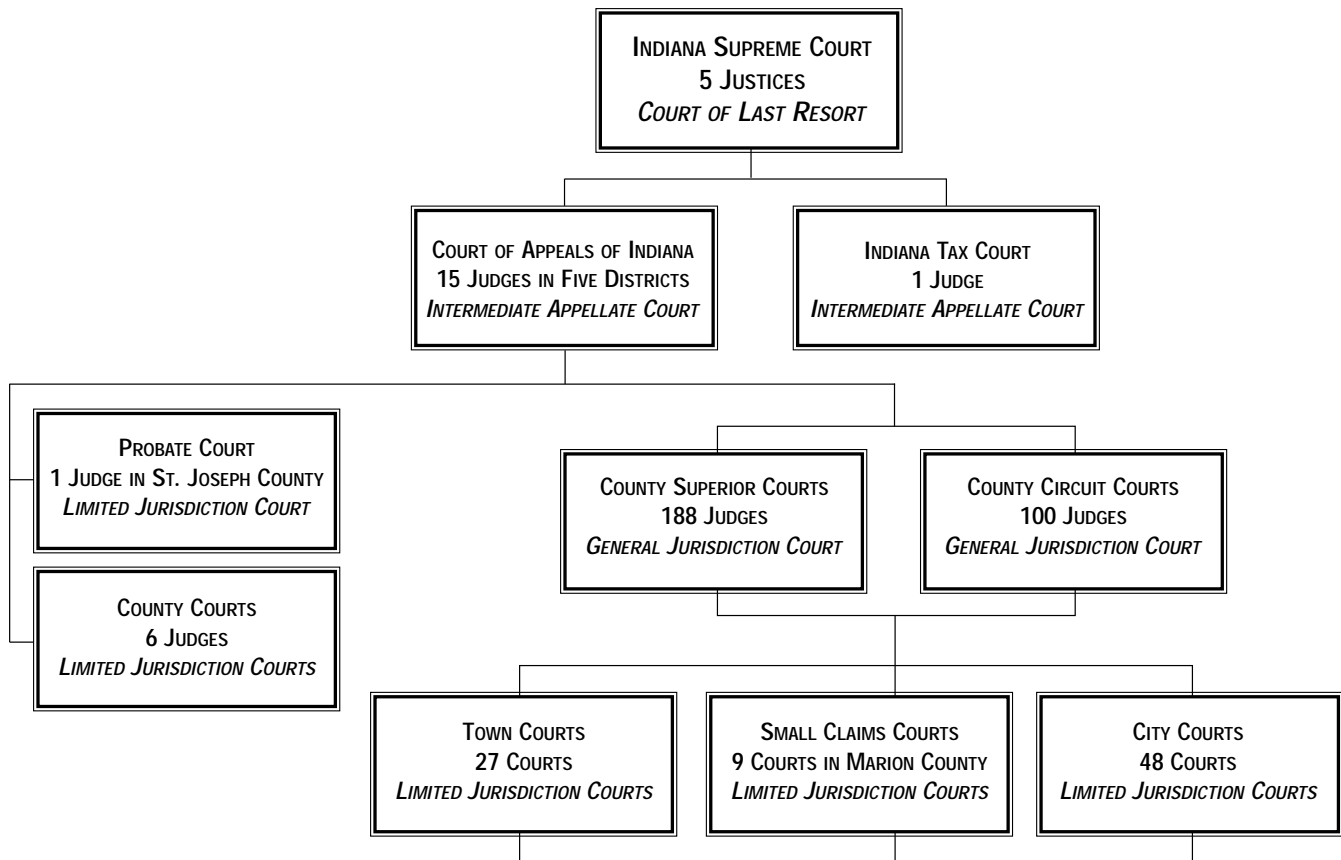 Indiana Supreme Court
5 Justices
Court of Last Resort
Court of Appeals of Indiana
15 Judges in Five Districts
Intermediate Appellate Court
Indiana Tax Court
1 Judge
Intermediate Appellate Court
Probate Court
1 Judge in St. Joseph County
Limited Jurisdiction Court
County Courts
6 Judges
Limited Jurisdiction Courts
County Superior Courts
188 Judges
General Jurisdiction Court
County Circuit Courts
100 Judges
General Jurisdiction Court
Town Courts
27 Courts
Limited Jurisdiction Courts
Small Claims Courts
9 Courts in Marion County
Limited Jurisdiction Courts
City Courts
48 Courts
Limited Jurisdiction Courts